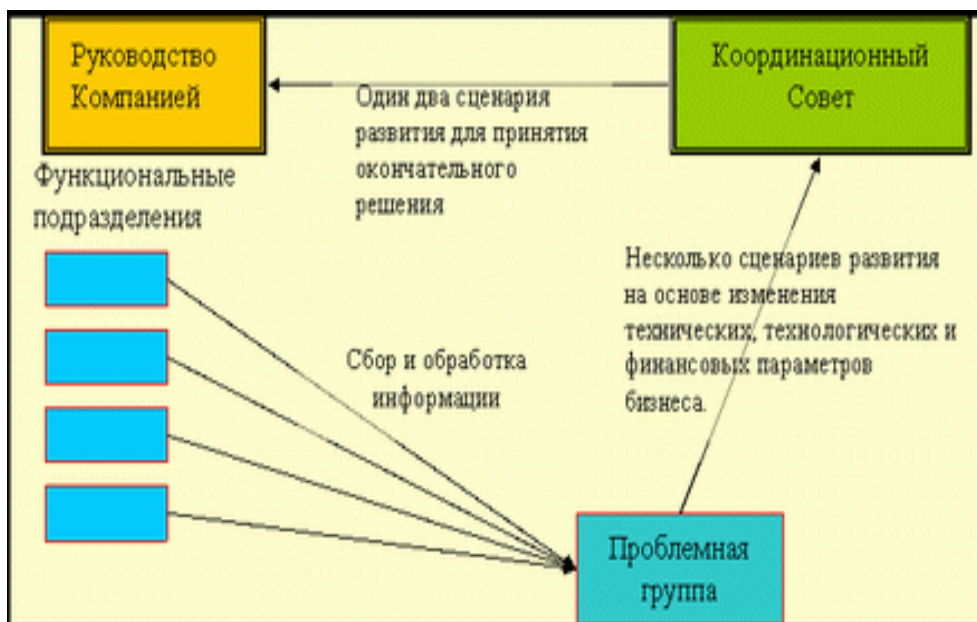 Руководство
Компанией
Координационный
Совет
Один два сценария
развития для принятия
окончательного
решения
Функциональные
подразделения
Несколько сценариев развития
на основе изменения
технических, технологических и
финансовых параметров
бизнеса.
Сбор и обработка
информации
Проблемная
группа